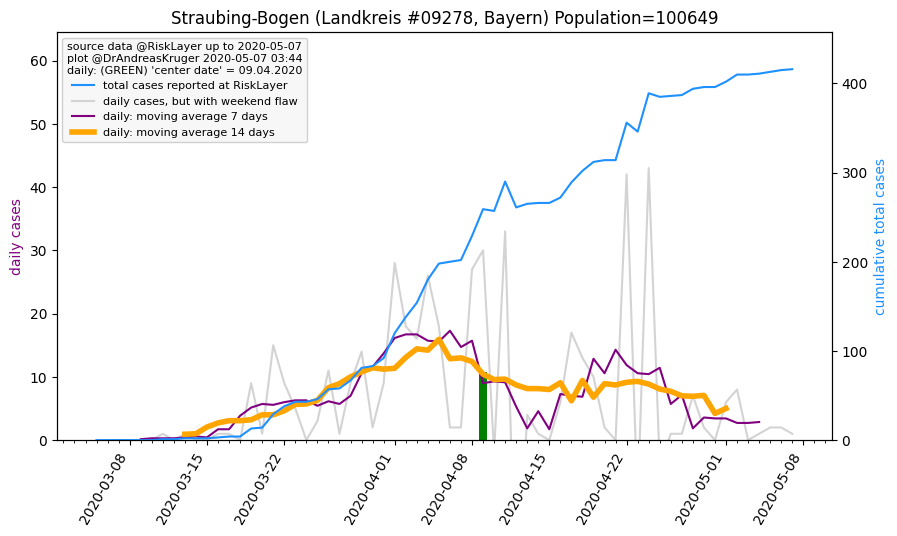 Straubing-Bogen (Landkreis #09278, Bayern) Population=100649
source data @RiskLayer up to 2020-05-07
plot @DrAndreasKruger 2020-05-07 03:44
daily: (GREEN) 'center date' = 09.04.2020
total cases reported at RiskLayer
daily cases, but with weekend flaw
daily: moving average 7 days
daily: moving average 14 days
daily cases
60
50
40
30
20
10
0
cumulative total cases
400
300
200
100
0
2020-03-08
2020-03-15
2020-03-22
2020-04-01
2020-04-08
2020-04-15
2020-04-22
2020-05-01
2020-05-08